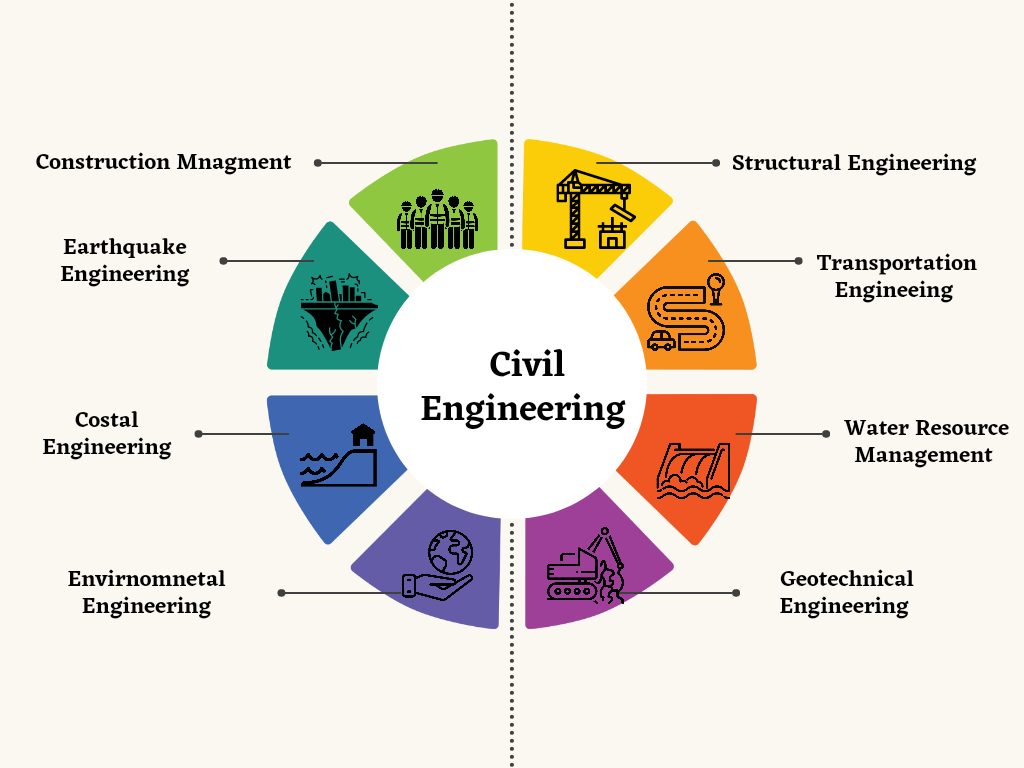 Construction Mnagment
Structural Engineering
Earthquake
Engineering
Transportation
Engineeing
Civil
Engineering
Costal
Engineering
Water Resource
Management
Envirnomnetal
Engineering
Geotechnical
Engineering